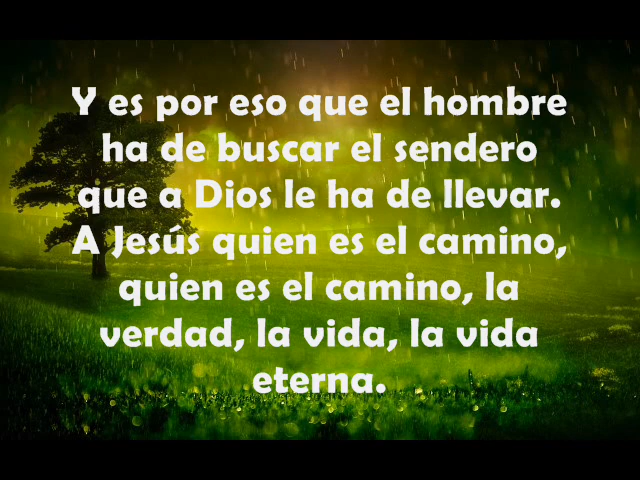 Y es por eso que el hombre
ha de buscar el sendero
que a Dios le ha de llevar.
A Jesús quien es el camino,
quien es el camino, la
verdad, la vida, la vida
eterna.